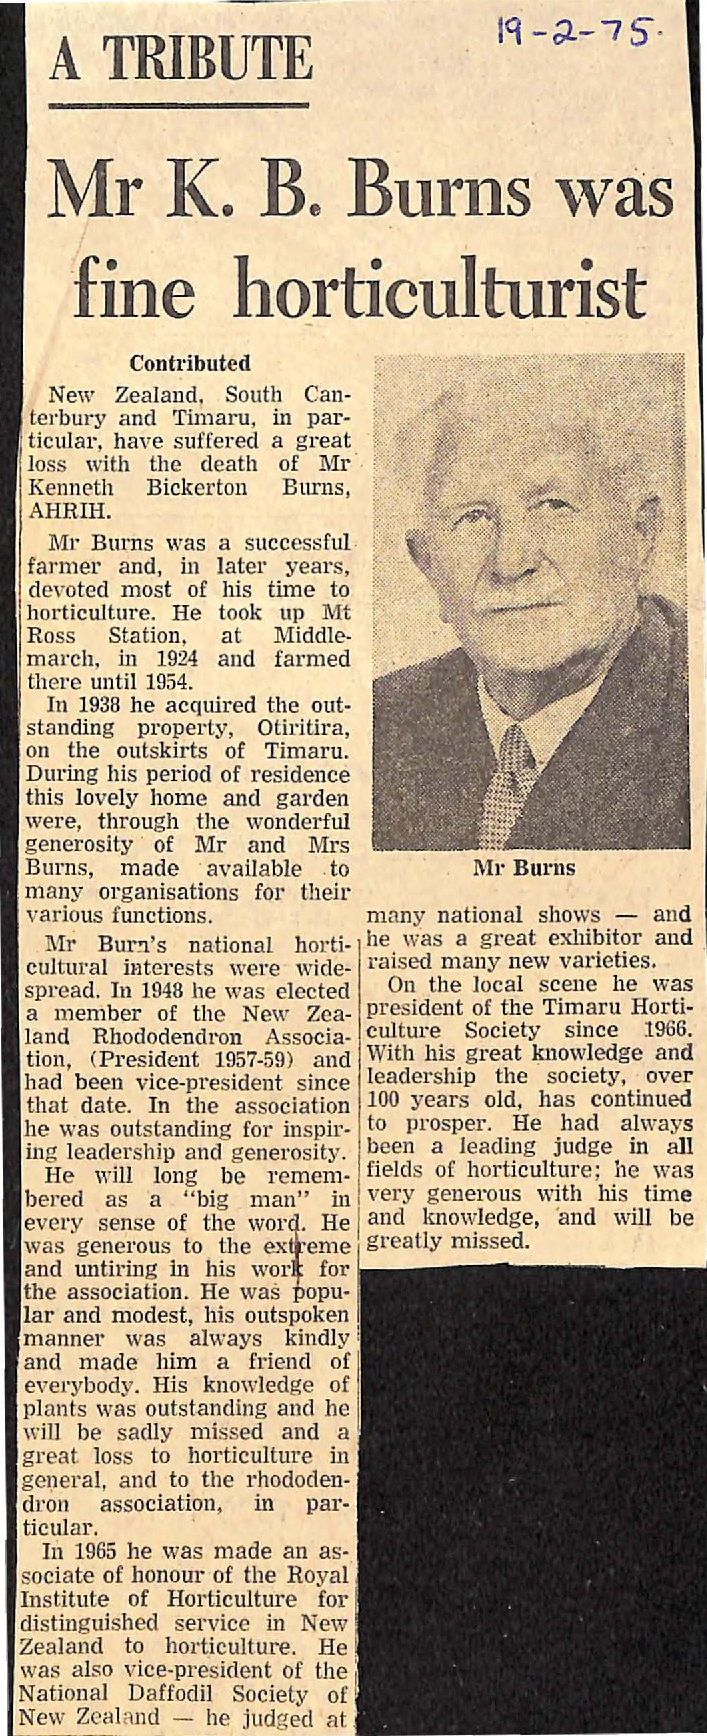 19-2-75.
A TRIBUTE
Mr K. B. Burns was
fine horticulturist
Contributed
New Zealand, South Can-
terbury and Timaru, in par-
ticular, have suffered a great
loss with the death of Mr
Kenneth Bickerton Burns,
AHRIH.
Mr Burns was a successful
farmer and, in later years,
devoted most of his time to
horticulture. He took up Mt
Ross Station, at Middle-
march, in 1924 and farmed
there until 1954.
In 1938 he acquired the out-
standing property, Otiritira,
on the outskirts of Timaru.
During his period of residence
this lovely home and garden
were, through the wonderful
generosity of Mr and Mrs
Burns, made available to
many organisations for their
various functions.
Mr Burn's national horti-
cultural interests were wide-
spread. In 1948 he was elected
a member of the New Zea-
land Rhododendron Associa-
tion, (President 1957-59) and
had been vice-president since
that date. In the association
he was outstanding for inspir-
ing leadership and generosity.
He will long be remem-
bered as a "big man" in
every sense of the word. He
was generous to the extreme
and untiring in his work for
the association. He was popu-
lar and modest, his outspoken
manner was always kindly
and made him a friend of
everybody. His knowledge of
plants was outstanding and he
will be sadly missed and a
great loss to horticulture in
general, and to the rhododen-
dron association, in par-
ticular.
In 1965 he was made an as-
sociate of honour of the Royal
Institute of Horticulture for
distinguished service in New
Zealand to horticulture. He
was also vice-president of the
National Daffodil Society of
New Zealand — he judged at
Mr Burns
many national shows — and
he was a great exhibitor and
raised many new varieties.
On the local scene he was
president of the Timaru Horti-
culture Society since 1966.
With his great knowledge and
leadership the society, over
100 years old, has continued
to prosper. He had always
been a leading judge in all
fields of horticulture; he was
very generous with his time
and knowledge, and will be
greatly missed.